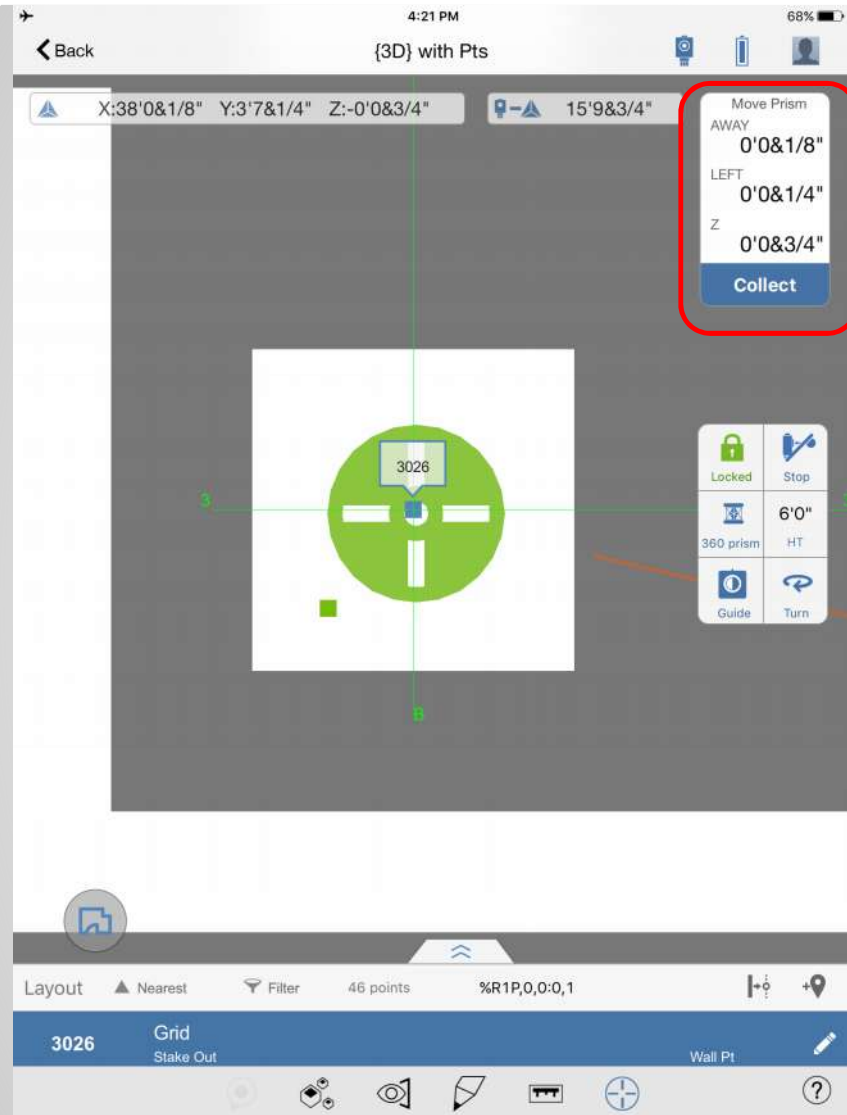 4:21 PM
68%
Back
{3D} with Pts
X:38'0&1/8" Y:3'7&1/4" Z:-0'0&3/4"
15'9&3/4"
Move Prism
AWAY
0'0&1/8"
LEFT
0'0&1/4"
Z
0'0&3/4"
Collect
3026
Locked
Stop
3
6'0"
360 prism
HT
Guide
Turn
B
Layout
Nearest
Filter
46 points
%R1P,0,0:0,1
3026
Grid
Stake Out
Wall Pt
?